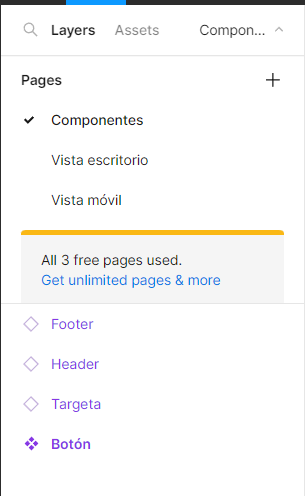 Layers Assets Compon...
Pages
Componentes
Vista escritorio
Vista móvil
All 3 free pages used.
Get unlimited pages & more
Footer
Header
Targeta
Botón